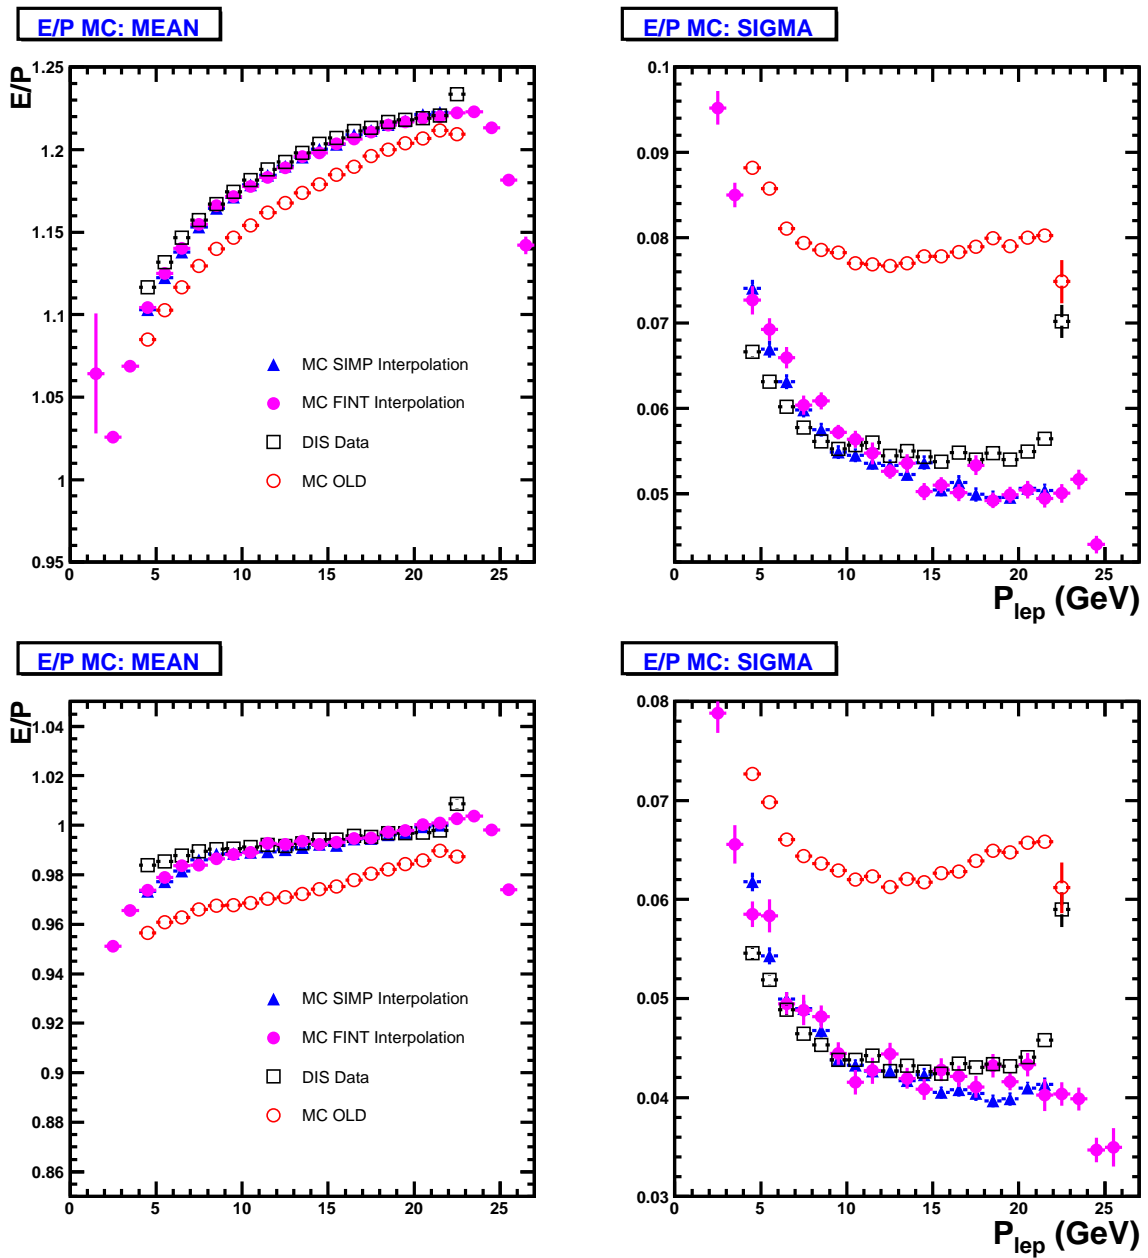 E/P MC: MEAN
E/P
1.25
1.2
1.15
1.1
1.05
1
0.95
0 5 10 15 20 25
MC SIMP Interpolation
MC FINT Interpolation
DIS Data
MC OLD
E/P MC: SIGMA
0.1
0.09
0.08
0.07
0.06
0.05
0 5 10 15 20 25
P_lep (GeV)
E/P MC: MEAN
E/P
1.04
1.02
1
0.98
0.96
0.94
0.92
0.9
0.88
0.86
0 5 10 15 20 25
MC SIMP Interpolation
MC FINT Interpolation
DIS Data
MC OLD
E/P MC: SIGMA
0.08
0.07
0.06
0.05
0.04
0.03
0 5 10 15 20 25
P_lep (GeV)